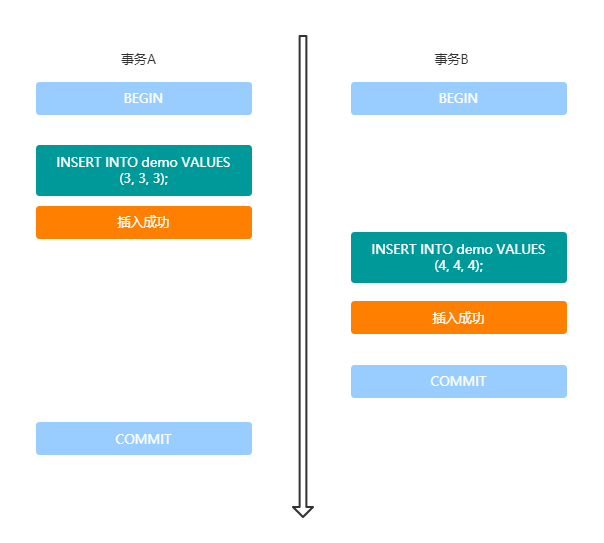 事务A
事务B
BEGIN
BEGIN
INSERT INTO demo VALUES
(3, 3, 3);
插入成功
INSERT INTO demo VALUES
(4, 4, 4);
插入成功
COMMIT
COMMIT